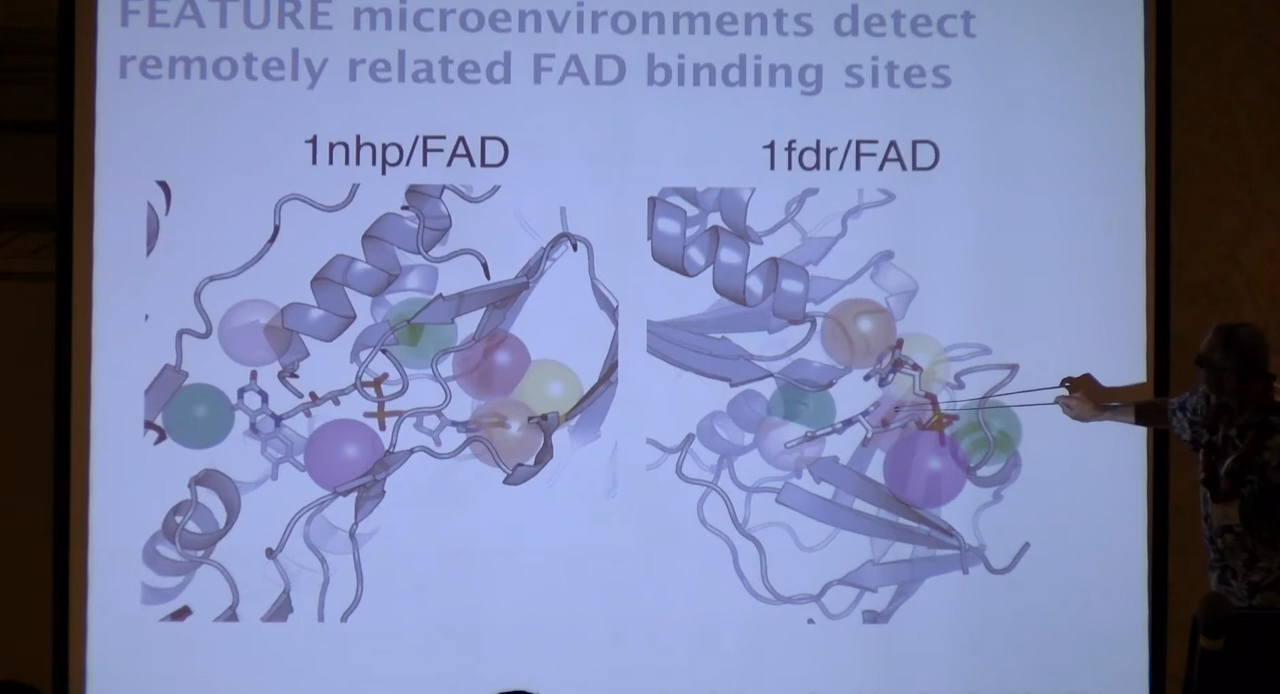 FEATURE microenvironments detect
remotely related FAD binding sites
1nhp/FAD
1fdr/FAD